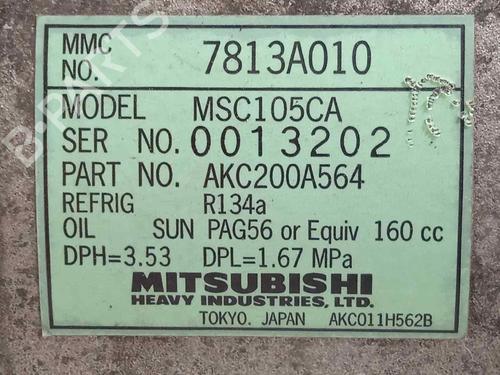 MMC NO. 7813A010
MODEL MSC105CA
SER NO. 0013202
PART NO. AKC200A564
REFRIG R134a
OIL SUN PAG56 or Equiv 160 cc
DPH=3.53 DPL=1.67 MPa
MITSUBISHI
HEAVY INDUSTRIES, LTD.
TOKYO. JAPAN AKC011H562B
B-PARTS